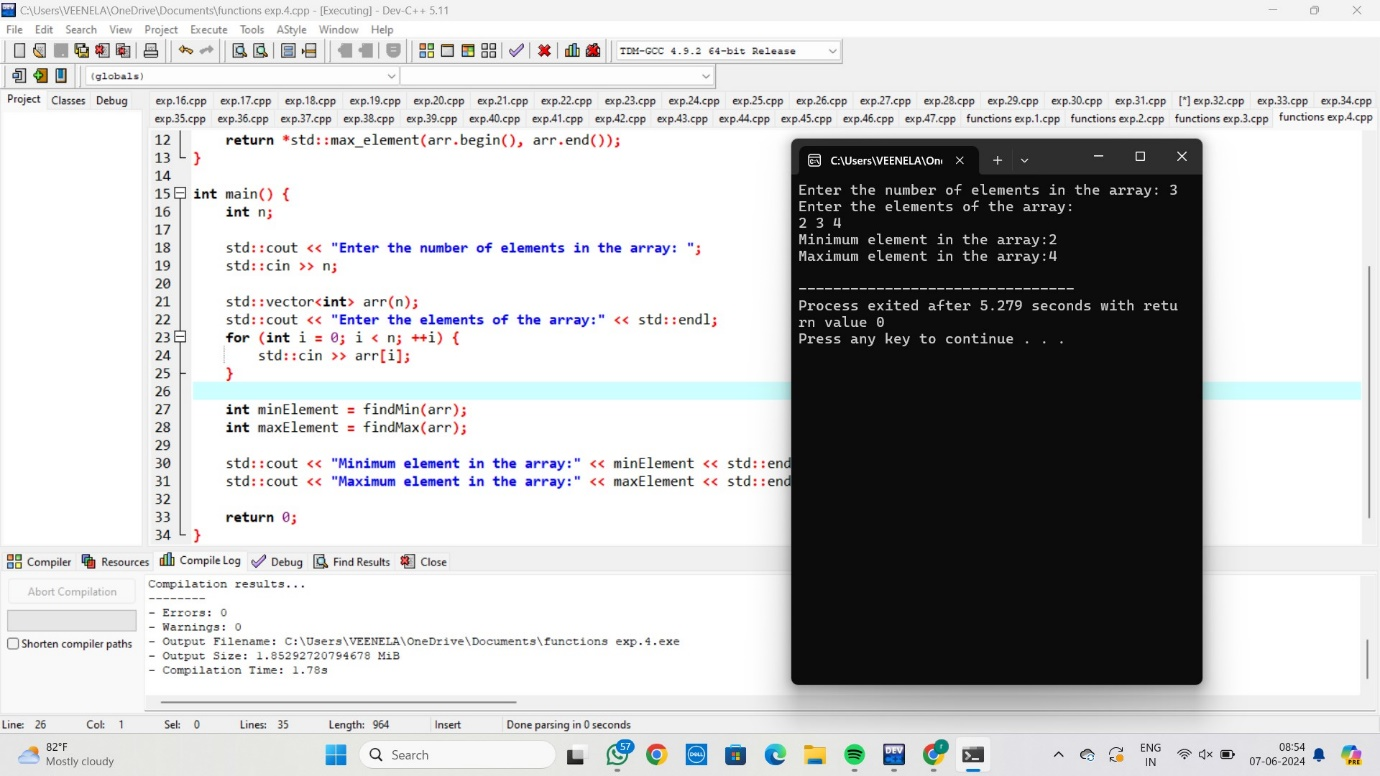 C:\Users\VEENELA\OneDrive\Documents\functions exp.4.cpp - [Executing] - Dev-C++ 5.11
File Edit Search View Project Execute Tools AStyle Window Help
TDM-GCC 4.9.2 64-bit Release
(globals)
Project Classes Debug
exp.16.cpp exp.17.cpp exp.18.cpp exp.19.cpp exp.20.cpp exp.21.cpp exp.22.cpp exp.23.cpp exp.24.cpp exp.25.cpp exp.26.cpp exp.27.cpp exp.28.cpp exp.29.cpp exp.30.cpp exp.31.cpp [*] exp.32.cpp exp.33.cpp exp.34.cpp
exp.35.cpp exp.36.cpp exp.37.cpp exp.38.cpp exp.39.cpp exp.40.cpp exp.41.cpp exp.42.cpp exp.43.cpp exp.44.cpp exp.45.cpp exp.46.cpp exp.47.cpp functions exp.1.cpp functions exp.2.cpp functions exp.3.cpp functions exp.4.cpp
12 return *std::max_element(arr.begin(), arr.end());
13 }
14
15 int main() {
16 int n;
17
18 std::cout << "Enter the number of elements in the array: ";
19 std::cin >> n;
20
21 std::vector<int> arr(n);
22 std::cout << "Enter the elements of the array:" << std::endl;
23 for (int i = 0; i < n; ++i) {
24 std::cin >> arr[i];
25 }
26
27 int minElement = findMin(arr);
28 int maxElement = findMax(arr);
29
30 std::cout << "Minimum element in the array:" << minElement << std::end
31 std::cout << "Maximum element in the array:" << maxElement << std::end
32
33 return 0;
34 }
C:\Users\VEENELA\On
Enter the number of elements in the array: 3
Enter the elements of the array:
2 3 4
Minimum element in the array:2
Maximum element in the array:4
--------------------------------
Process exited after 5.279 seconds with retu
rn value 0
Press any key to continue . . .
Compiler Resources Compile Log Debug Find Results Close
Abort Compilation
Shorten compiler paths
Compilation results...
--------
- Errors: 0
- Warnings: 0
- Output Filename: C:\Users\VEENELA\OneDrive\Documents\functions exp.4.exe
- Output Size: 1.85292720794678 MiB
- Compilation Time: 1.78s
Line: 26 Col: 1 Sel: 0 Lines: 35 Length: 964 Insert Done parsing in 0 seconds
82°F
Mostly cloudy
Search
57
DELL
DEV
ENG
IN
08:54
07-06-2024
PRE